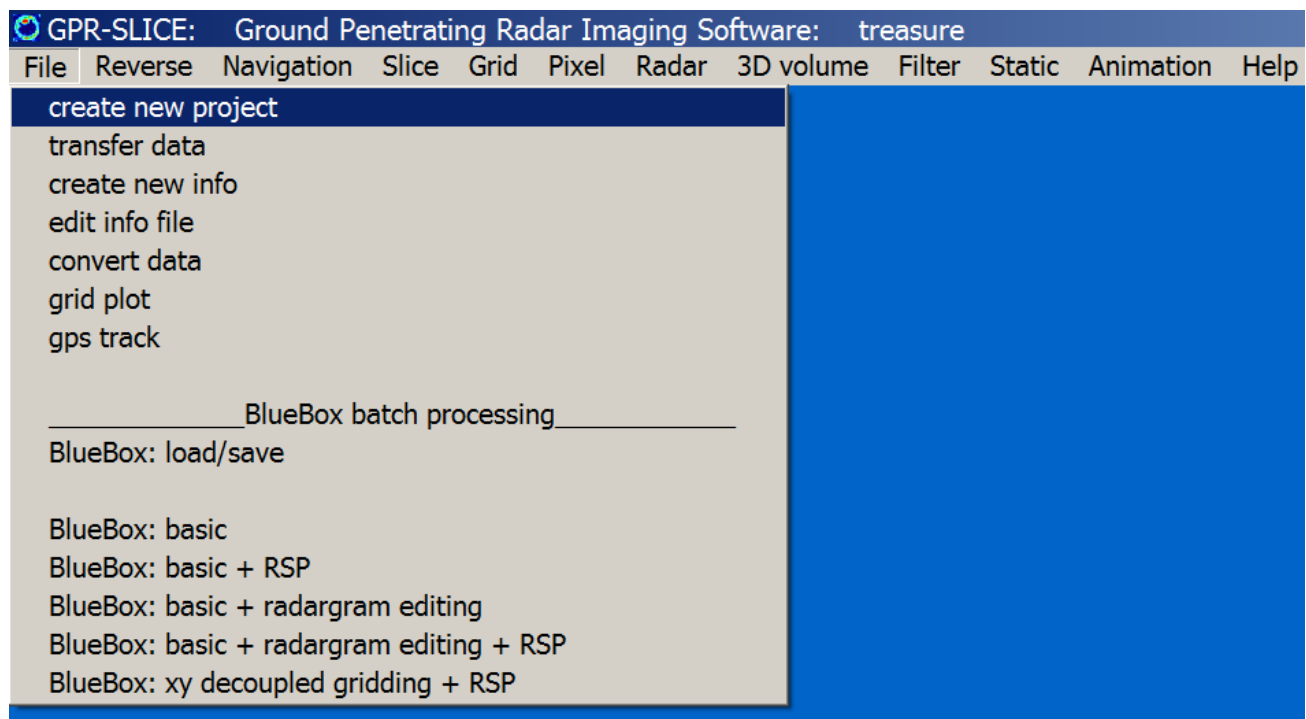 GPR-SLICE: Ground Penetrating Radar Imaging Software: treasure
File Reverse Navigation Slice Grid Pixel Radar 3D volume Filter Static Animation Help
create new project
transfer data
create new info
edit info file
convert data
grid plot
gps track
_____________BlueBox batch processing____________
BlueBox: load/save
BlueBox: basic
BlueBox: basic + RSP
BlueBox: basic + radargram editing
BlueBox: basic + radargram editing + RSP
BlueBox: xy decoupled gridding + RSP